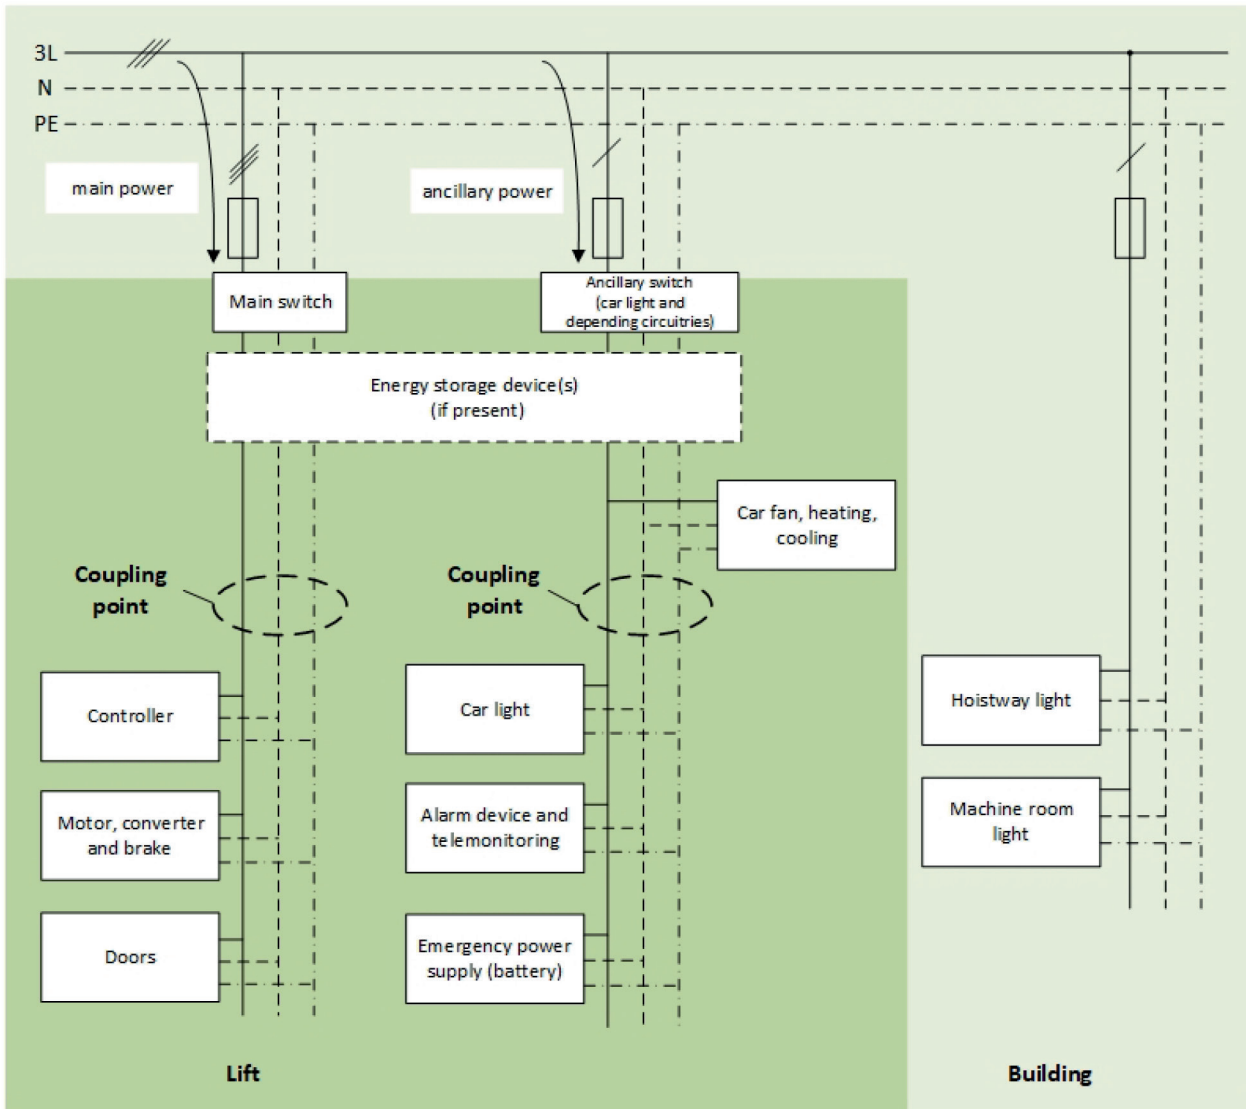 3L
N
PE
main power
ancillary power
Main switch
Ancillary switch
(car light and
depending circuitries)
Energy storage device(s)
(if present)
Car fan, heating,
cooling
Coupling
point
Coupling
point
Controller
Car light
Hoistway light
Motor, converter
and brake
Alarm device and
telemonitoring
Machine room
light
Doors
Emergency power
supply (battery)
Lift
Building